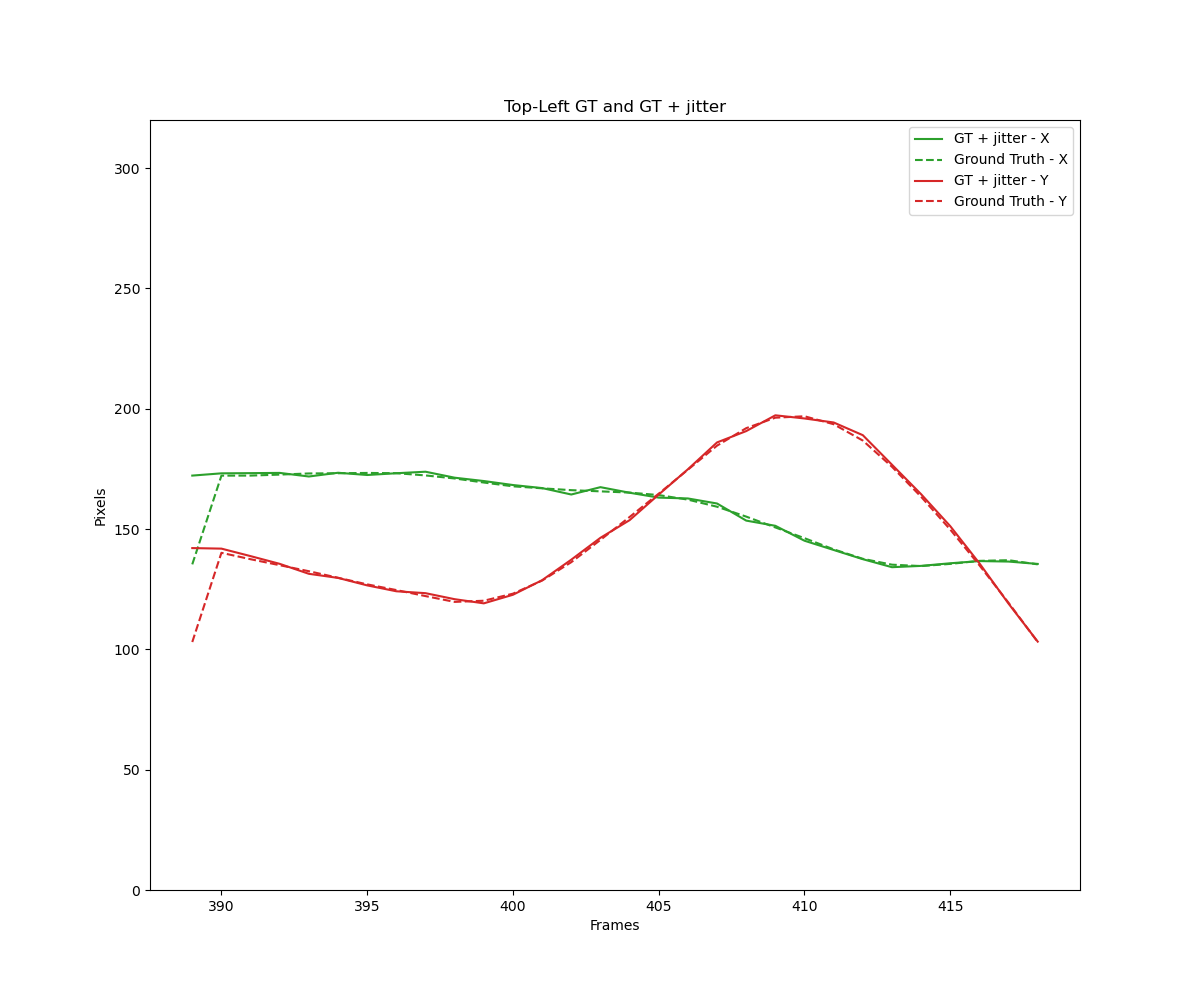 Top-Left GT and GT + jitter
GT + jitter - X
Ground Truth - X
GT + jitter - Y
Ground Truth - Y
Pixels
300
250
200
150
100
50
0
390 395 400 405 410 415
Frames